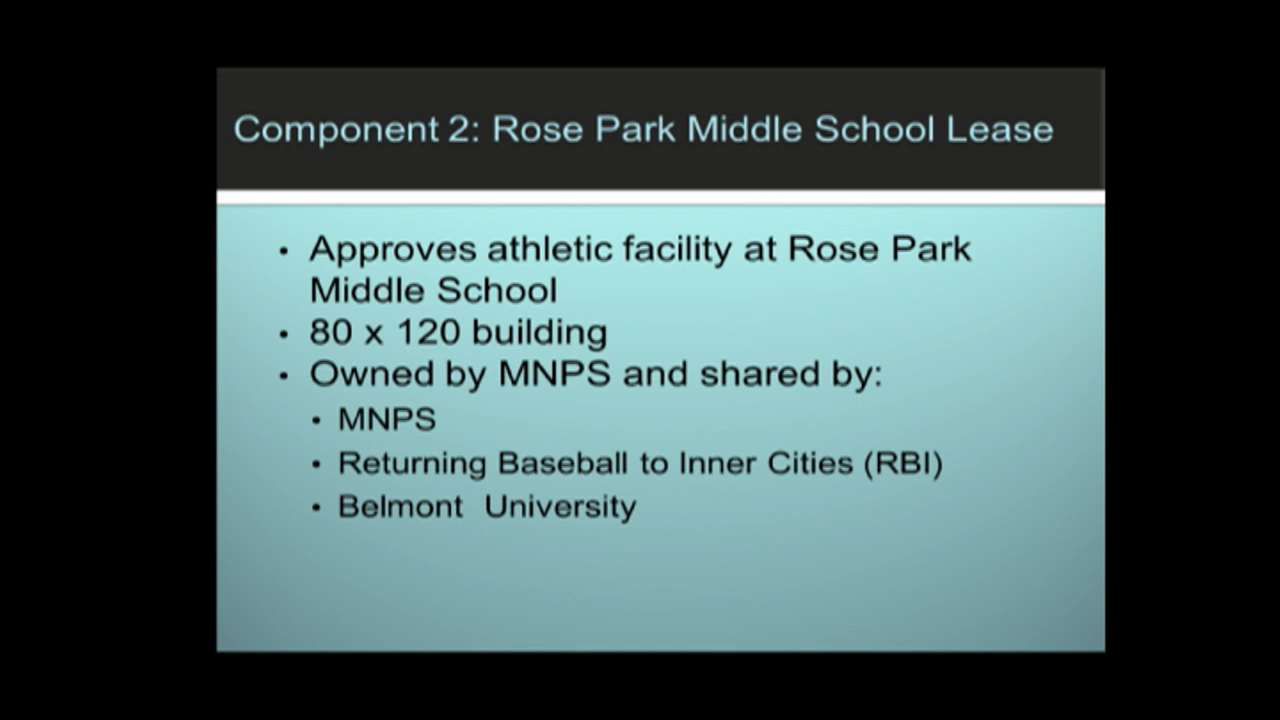 Component 2: Rose Park Middle School Lease
• Approves athletic facility at Rose Park
Middle School
• 80 x 120 building
• Owned by MNPS and shared by:
• MNPS
• Returning Baseball to Inner Cities (RBI)
• Belmont University